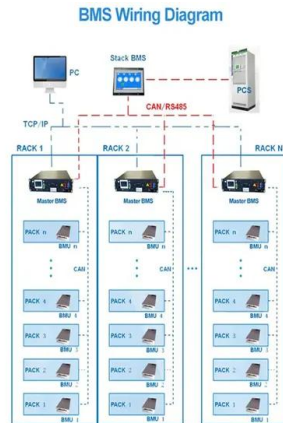 BMS Wiring Diagram
PC
Stack BMS
PCS
CAN/RS485
TCP/IP
RACK 1
RACK 2
RACK N
Master BMS
Master BMS
Master BMS
PACK n
PACK n
PACK n
BMU n
BMU n
BMU n
CAN
CAN
CAN
PACK 4
PACK 4
PACK 4
BMU 4
BMU 4
BMU 4
PACK 3
PACK 3
PACK 3
BMU 3
BMU 3
BMU 3
PACK 2
PACK 2
PACK 2
BMU
BMU
BMU
PACK 1
PACK 1
PACK 1
BMU 1
BMU 1
BMU 1